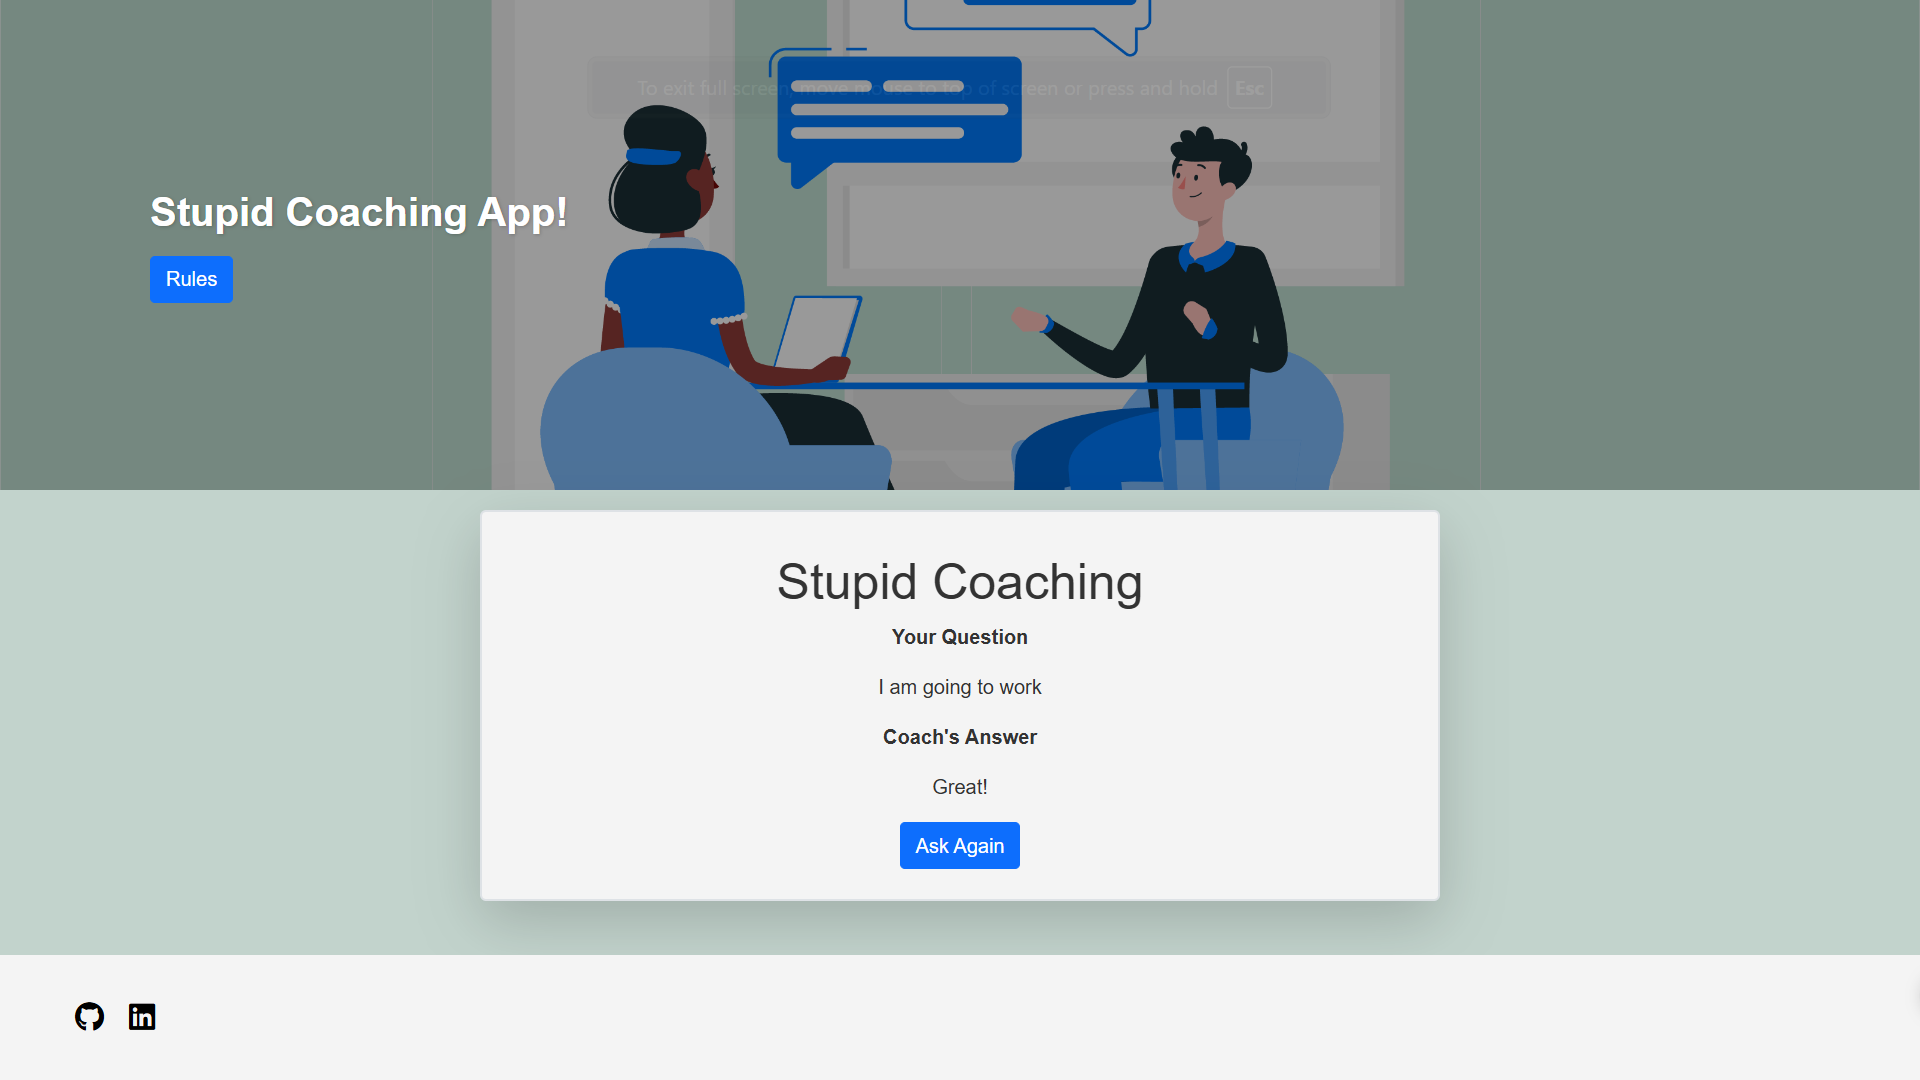 To exit full screen, move mouse to top of screen or press and hold Esc
Stupid Coaching App!
Rules
Stupid Coaching
Your Question
I am going to work
Coach's Answer
Great!
Ask Again
in